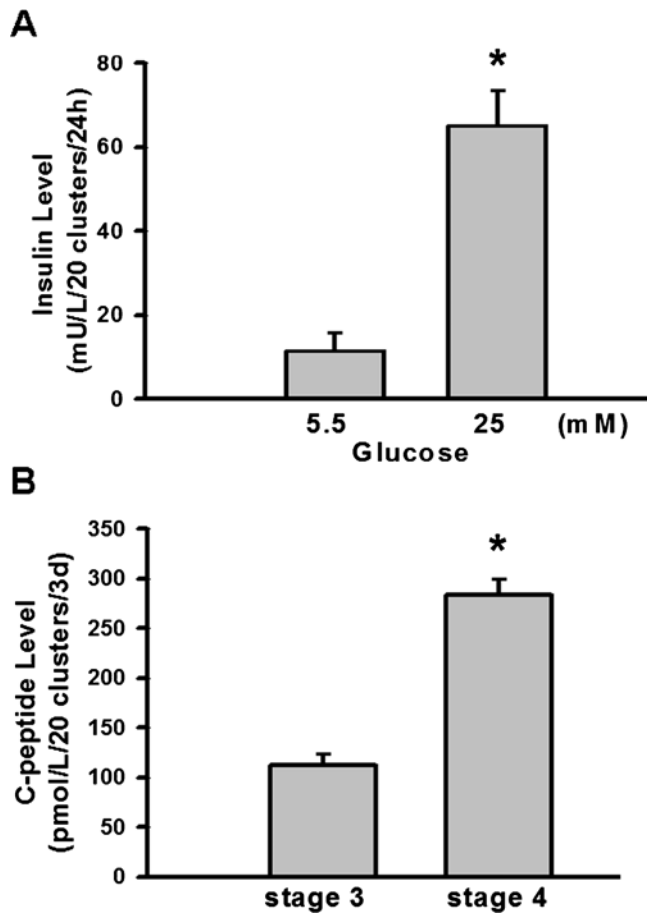 A
Insulin Level
(mU/L/20 clusters/24h)
80
60
40
20
0
*
5.5 25 (mM)
Glucose
B
C-peptide Level
(pmol/L/20 clusters/3d)
350
300
250
200
150
100
50
0
*
stage 3 stage 4